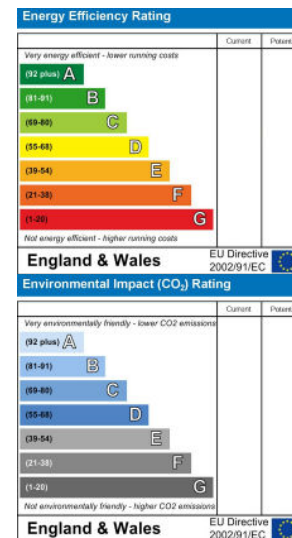 Energy Efficiency Rating
Current Potent
Very energy efficient - lower running costs
(92 plus) A
(81-91) B
(69-80) C
(55-68) D
(39-54) E
(21-38) F
(1-20) G
Not energy efficient - higher running costs
England & Wales EU Directive 2002/91/EC
Environmental Impact (CO₂) Rating
Current Potent
Very environmentally friendly - lower CO2 emissions
(92 plus) A
(81-91) B
(69-80) C
(55-68) D
(39-54) E
(21-38) F
(1-20) G
Not environmentally friendly - higher CO2 emissions
England & Wales EU Directive 2002/91/EC